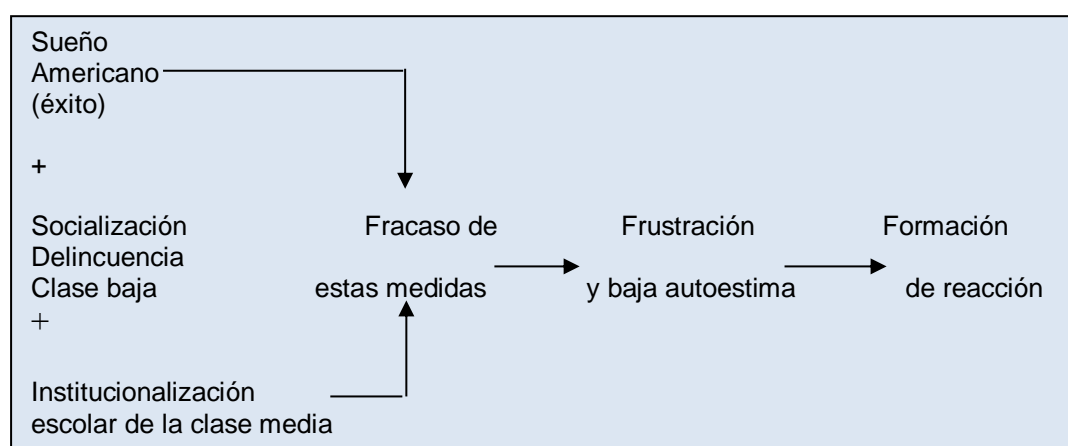 Sueño
Americano
(éxito)
+
Socialización
Delincuencia
Clase baja
+
Institucionalización
escolar de la clase media
Fracaso de
estas medidas
Frustración
y baja autoestima
Formación
de reacción